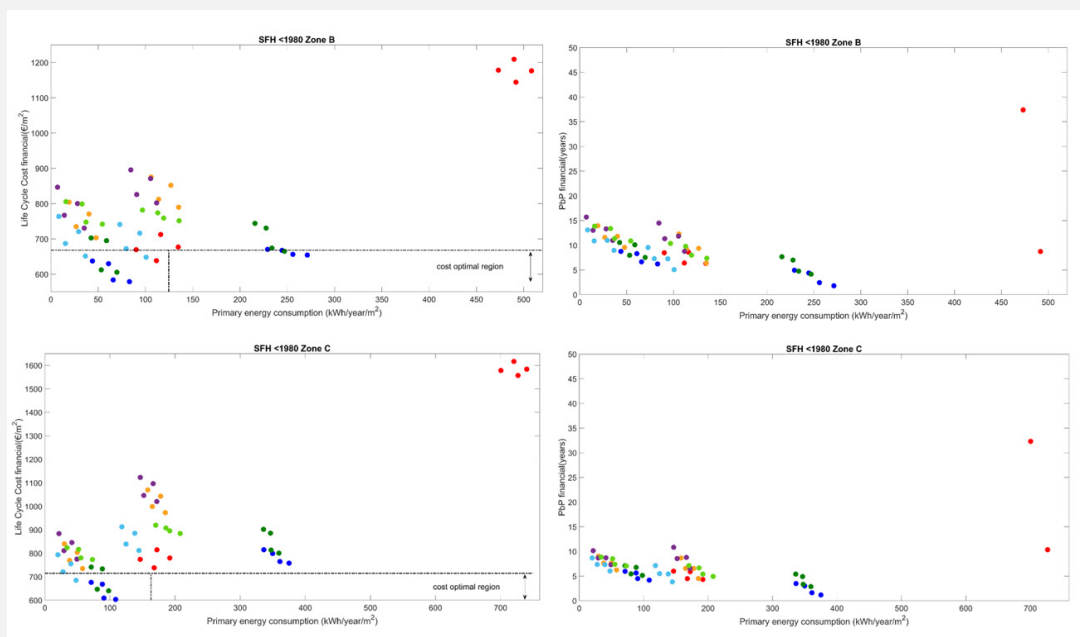 SFH <1980 Zone B
Life Cycle Cost financial(€/m²)
1200
1100
1000
900
800
700
600
cost optimal region
0 50 100 150 200 250 300 350 400 450 500
Primary energy consumption (kWh/year/m²)
SFH <1980 Zone B
PbP financial(years)
50
45
40
35
30
25
20
15
10
5
0
0 50 100 150 200 250 300 350 400 450 500
Primary energy consumption (kWh/year/m²)
SFH <1980 Zone C
Life Cycle Cost financial(€/m²)
1600
1500
1400
1300
1200
1100
1000
900
800
700
600
cost optimal region
0 100 200 300 400 500 600 700
Primary energy consumption (kWh/year/m²)
SFH <1980 Zone C
PbP financial(years)
50
45
40
35
30
25
20
15
10
5
0
0 100 200 300 400 500 600 700
Primary energy consumption (kWh/year/m²)